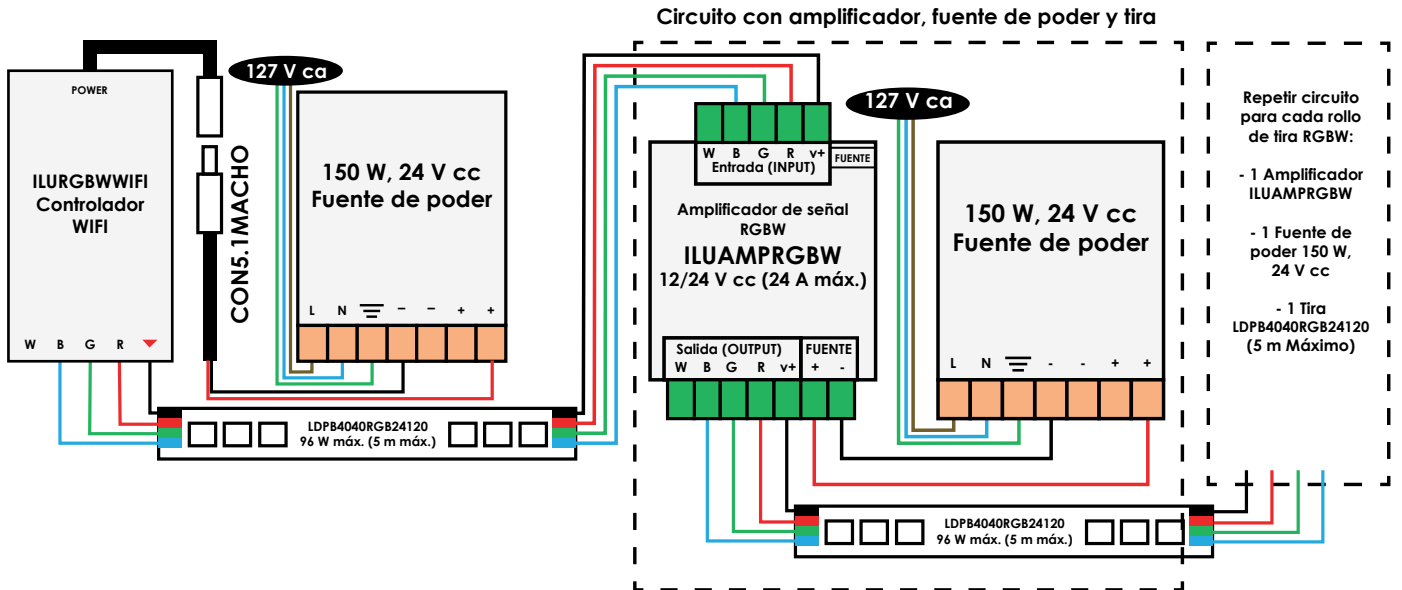 Circuito con amplificador, fuente de poder y tira
POWER
ILURGBWWIFI
Controlador
WIFI
W B G R
CON5.1MACHO
127 V ca
150 W, 24 V cc
Fuente de poder
L N − − + +
LDPB4040RGB24120
96 W máx. (5 m máx.)
W B G R v+
Entrada (INPUT)
FUENTE
Amplificador de señal
RGBW
ILUAMPRGBW
12/24 V cc (24 A máx.)
Salida (OUTPUT)
FUENTE
W B G R v+ + -
127 V ca
150 W, 24 V cc
Fuente de poder
L N - - + +
LDPB4040RGB24120
96 W máx. (5 m máx.)
Repetir circuito
para cada rollo
de tira RGBW:
- 1 Amplificador
ILUAMPRGBW
- 1 Fuente de
poder 150 W,
24 V cc
- 1 Tira
LDPB4040RGB24120
(5 m Máximo)